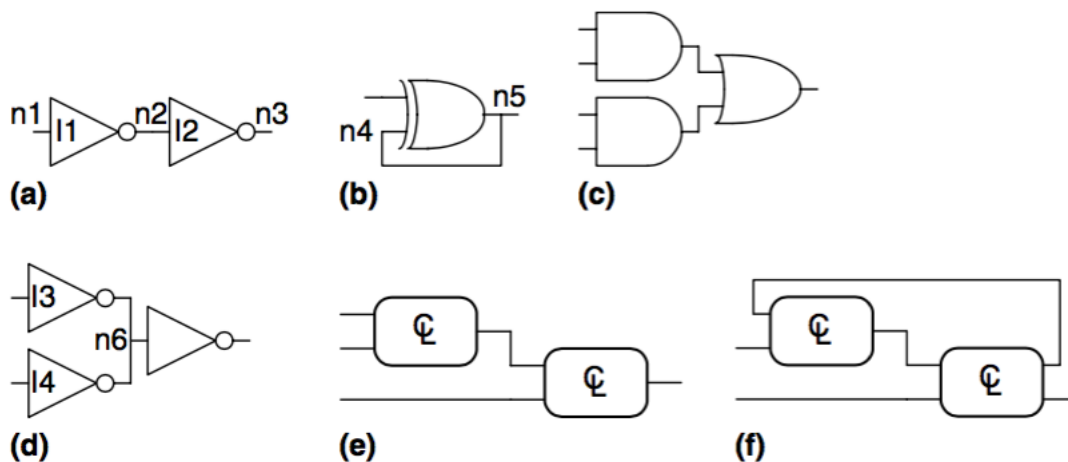 n1 I1 n2 I2 n3
(a)
n4 n5
(b)
(c)
I3
n6
I4
(d)
CL
CL
(e)
CL
CL
(f)